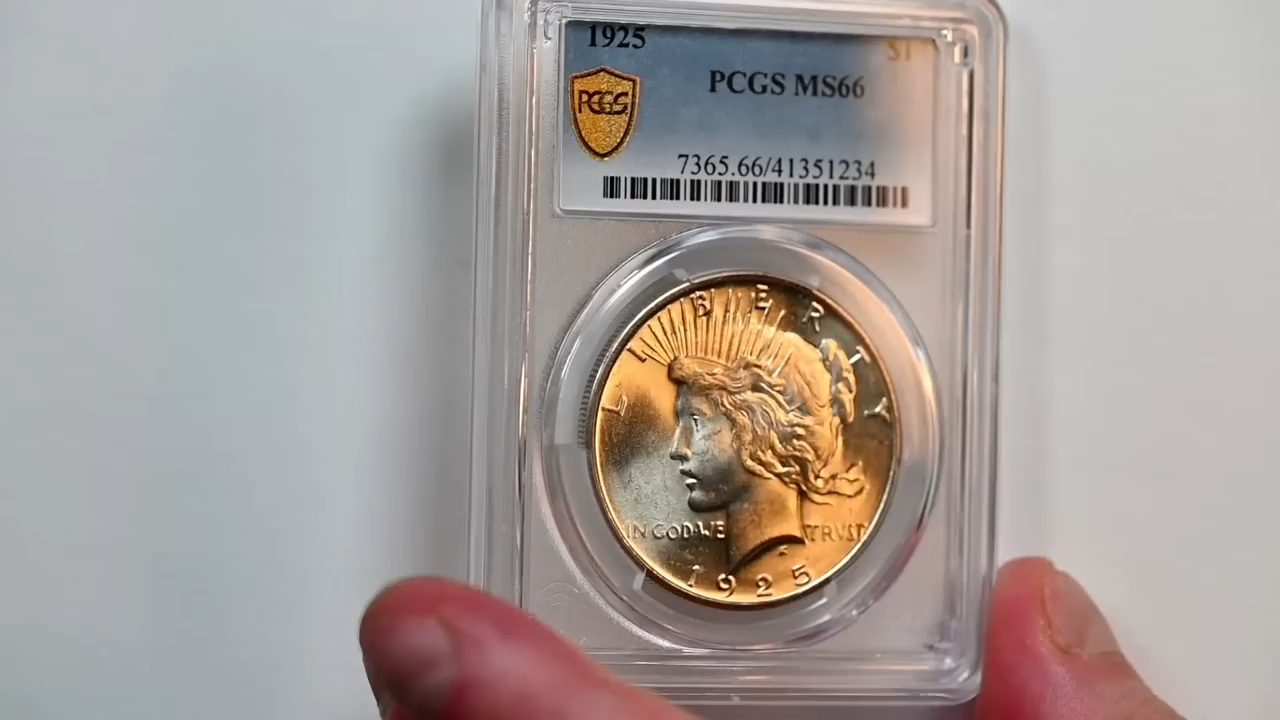 1925 $1
PCGS MS66
PCGS
7365.66/41351234
LIBERTY
IN GOD WE TRVST
1925